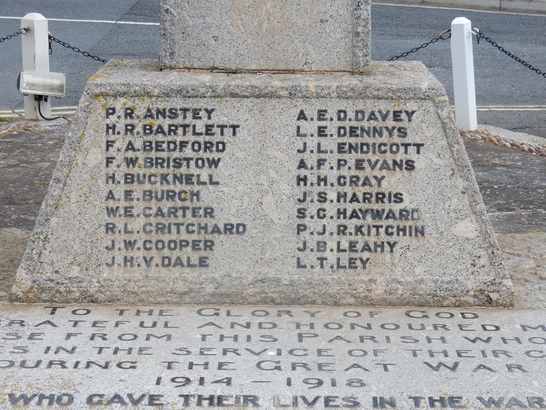 P. R. ANSTEY
H. R. BARTLETT
F. A. BEDFORD
F. W. BRISTOW
H. BUCKNELL
A. E. BURCH
W. E. CARTER
R. L. CRITCHARD
J. W. COOPER
J. H. V. DALE
A. E. D. DAVEY
L. E. DENNYS
J. L. ENDICOTT
A. F. P. EVANS
H. H. GRAY
J. S. HARRIS
S. C. HAYWARD
P. J. R. KITCHIN
J. B. LEAHY
L. T. LEY
TO THE GLORY OF GOD
RATEFUL AND HONOURED M
SE FROM THIS PARISH WHO
S IN THE SERVICE OF THEIR C
DURING THE GREAT WAR
1914 - 1918
WHO GAVE THEIR LIVES IN THE WAR